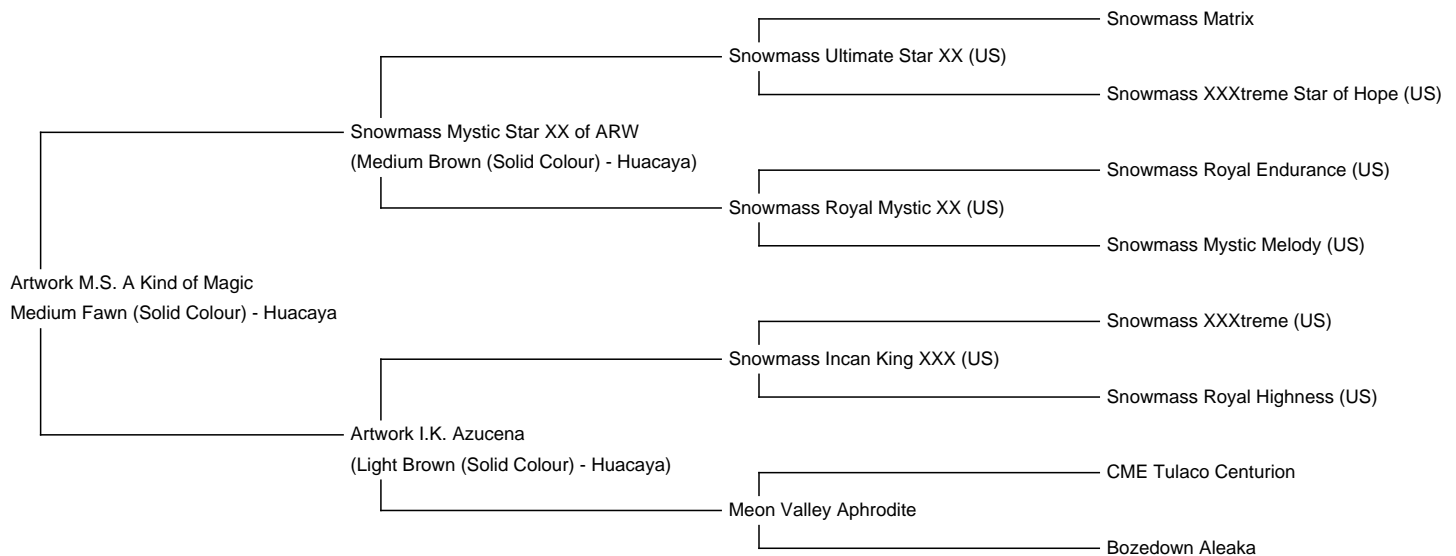 Snowmass Matrix
Snowmass Ultimate Star XX (US)
Snowmass XXXtreme Star of Hope (US)
Snowmass Mystic Star XX of ARW
(Medium Brown (Solid Colour) - Huacaya)
Snowmass Royal Endurance (US)
Snowmass Royal Mystic XX (US)
Snowmass Mystic Melody (US)
Artwork M.S. A Kind of Magic
Medium Fawn (Solid Colour) - Huacaya
Snowmass XXXtreme (US)
Snowmass Incan King XXX (US)
Snowmass Royal Highness (US)
Artwork I.K. Azucena
(Light Brown (Solid Colour) - Huacaya)
CME Tulaco Centurion
Meon Valley Aphrodite
Bozedown Aleaka